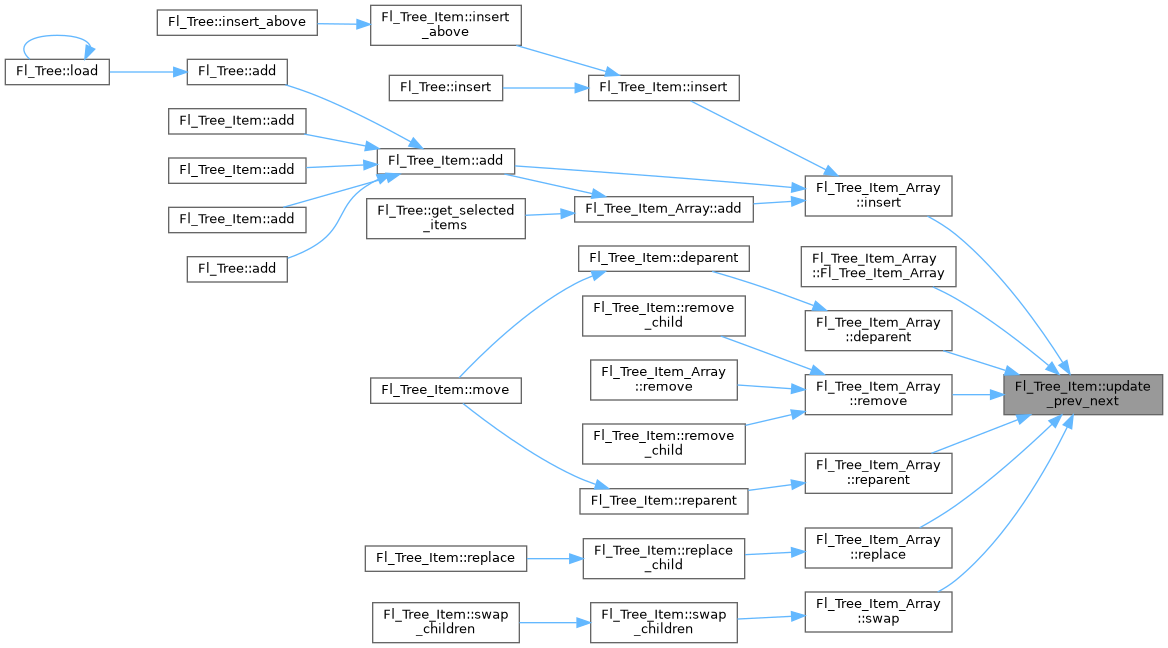 Fl_Tree::insert_above
Fl_Tree_Item::insert
_above
Fl_Tree::load
Fl_Tree::add
Fl_Tree::insert
Fl_Tree_Item::insert
Fl_Tree_Item::add
Fl_Tree_Item::add
Fl_Tree_Item::add
Fl_Tree_Item::add
Fl_Tree::add
Fl_Tree::get_selected
_items
Fl_Tree_Item_Array::add
Fl_Tree_Item_Array
::insert
Fl_Tree_Item::deparent
Fl_Tree_Item_Array
::Fl_Tree_Item_Array
Fl_Tree_Item::remove
_child
Fl_Tree_Item_Array
::deparent
Fl_Tree_Item::move
Fl_Tree_Item_Array
::remove
Fl_Tree_Item_Array
::remove
Fl_Tree_Item::update
_prev_next
Fl_Tree_Item::remove
_child
Fl_Tree_Item::reparent
Fl_Tree_Item_Array
::reparent
Fl_Tree_Item::replace
Fl_Tree_Item::replace
_child
Fl_Tree_Item_Array
::replace
Fl_Tree_Item::swap
_children
Fl_Tree_Item::swap
_children
Fl_Tree_Item_Array
::swap